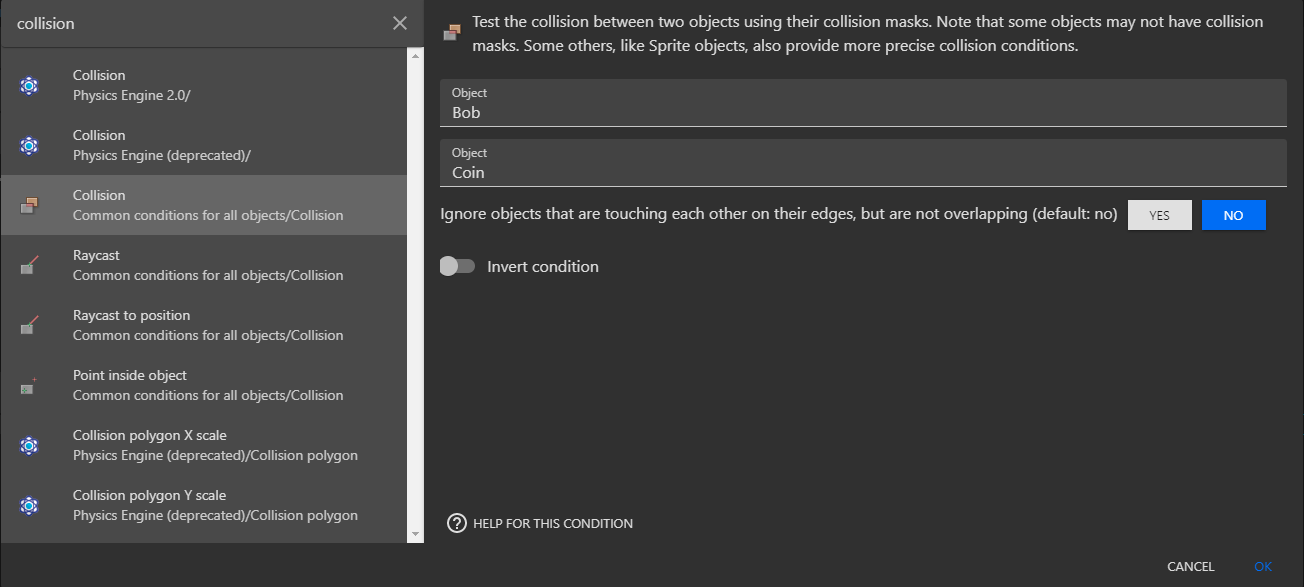 collision
Collision
Physics Engine 2.0/
Collision
Physics Engine (deprecated)/
Collision
Common conditions for all objects/Collision
Raycast
Common conditions for all objects/Collision
Raycast to position
Common conditions for all objects/Collision
Point inside object
Common conditions for all objects/Collision
Collision polygon X scale
Physics Engine (deprecated)/Collision polygon
Collision polygon Y scale
Physics Engine (deprecated)/Collision polygon
Test the collision between two objects using their collision masks. Note that some objects may not have collision
masks. Some others, like Sprite objects, also provide more precise collision conditions.
Object
Bob
Object
Coin
Ignore objects that are touching each other on their edges, but are not overlapping (default: no) YES NO
Invert condition
HELP FOR THIS CONDITION
CANCEL OK